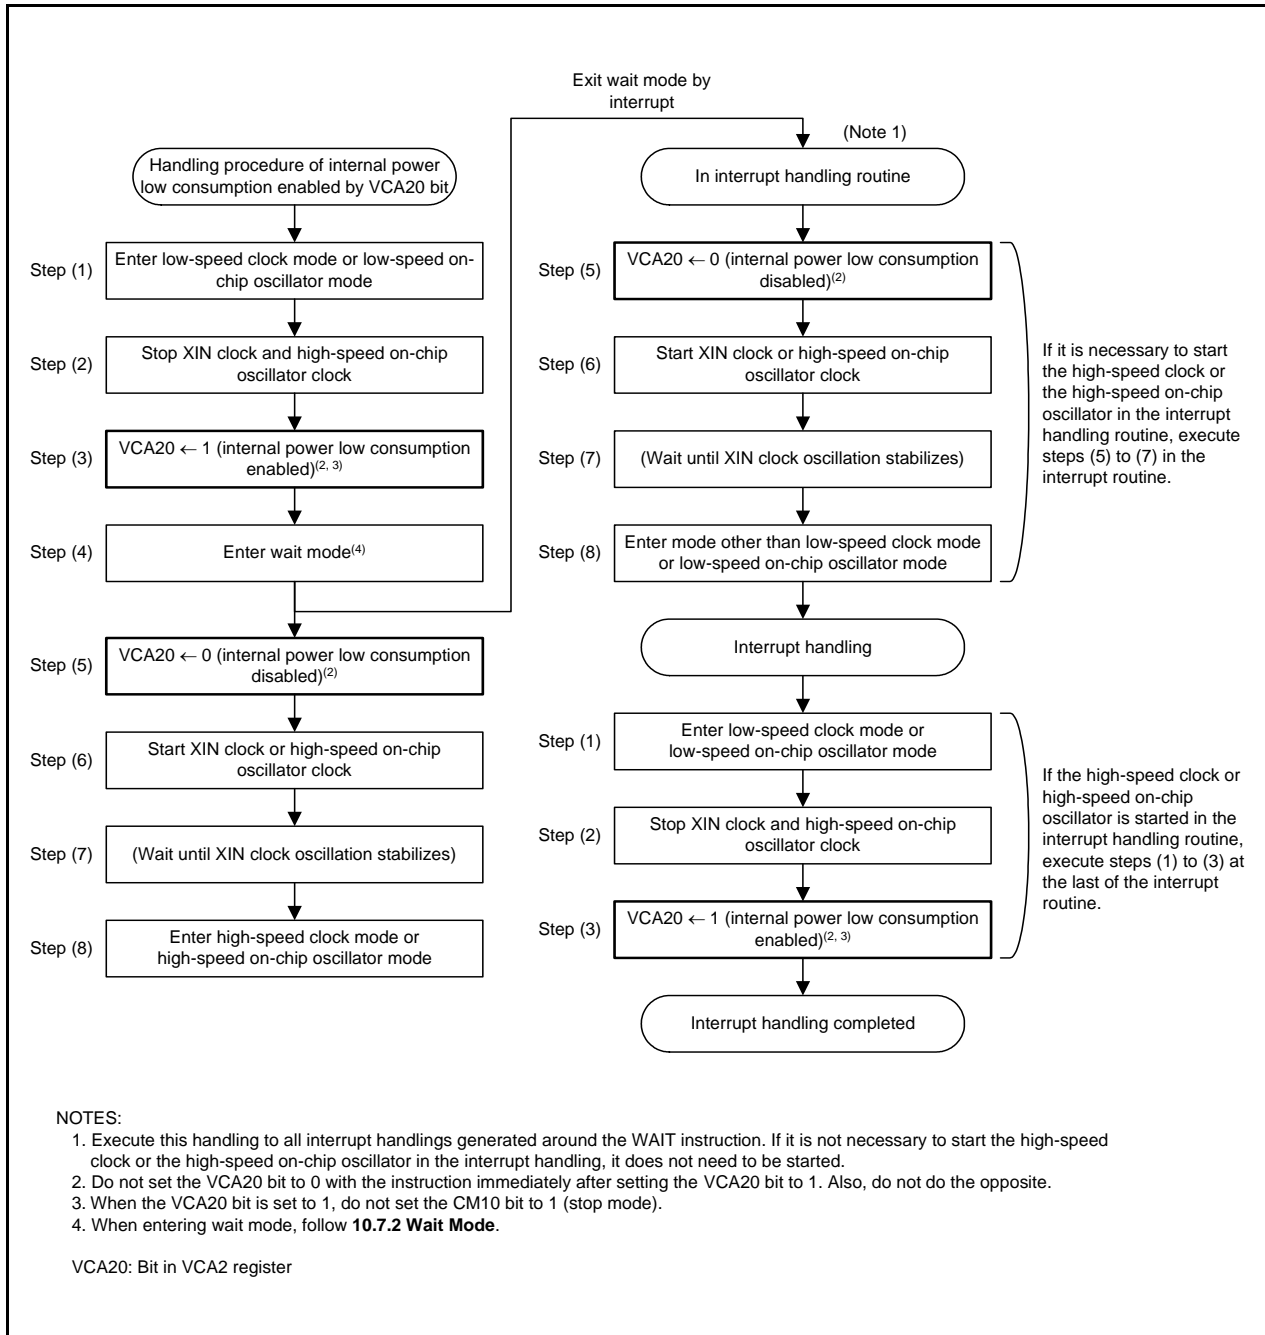 Exit wait mode by
interrupt
(Note 1)
Handling procedure of internal power
low consumption enabled by VCA20 bit
Step (1)
Enter low-speed clock mode or low-speed on-
chip oscillator mode
Step (2)
Stop XIN clock and high-speed on-chip
oscillator clock
Step (3)
VCA20 ← 1 (internal power low consumption
enabled)(2, 3)
Step (4)
Enter wait mode(4)
Step (5)
VCA20 ← 0 (internal power low consumption
disabled)(2)
Step (6)
Start XIN clock or high-speed on-chip
oscillator clock
Step (7)
(Wait until XIN clock oscillation stabilizes)
Step (8)
Enter high-speed clock mode or
high-speed on-chip oscillator mode
In interrupt handling routine
Step (5)
VCA20 ← 0 (internal power low consumption
disabled)(2)
Step (6)
Start XIN clock or high-speed on-chip
oscillator clock
Step (7)
(Wait until XIN clock oscillation stabilizes)
Step (8)
Enter mode other than low-speed clock mode
or low-speed on-chip oscillator mode
If it is necessary to start
the high-speed clock or
the high-speed on-chip
oscillator in the interrupt
handling routine, execute
steps (5) to (7) in the
interrupt routine.
Interrupt handling
Step (1)
Enter low-speed clock mode or
low-speed on-chip oscillator mode
Step (2)
Stop XIN clock and high-speed on-chip
oscillator clock
Step (3)
VCA20 ← 1 (internal power low consumption
enabled)(2, 3)
If the high-speed clock or
high-speed on-chip
oscillator is started in the
interrupt handling routine,
execute steps (1) to (3) at
the last of the interrupt
routine.
Interrupt handling completed
NOTES:
1. Execute this handling to all interrupt handlings generated around the WAIT instruction. If it is not necessary to start the high-speed
clock or the high-speed on-chip oscillator in the interrupt handling, it does not need to be started.
2. Do not set the VCA20 bit to 0 with the instruction immediately after setting the VCA20 bit to 1. Also, do not do the opposite.
3. When the VCA20 bit is set to 1, do not set the CM10 bit to 1 (stop mode).
4. When entering wait mode, follow 10.7.2 Wait Mode.
VCA20: Bit in VCA2 register